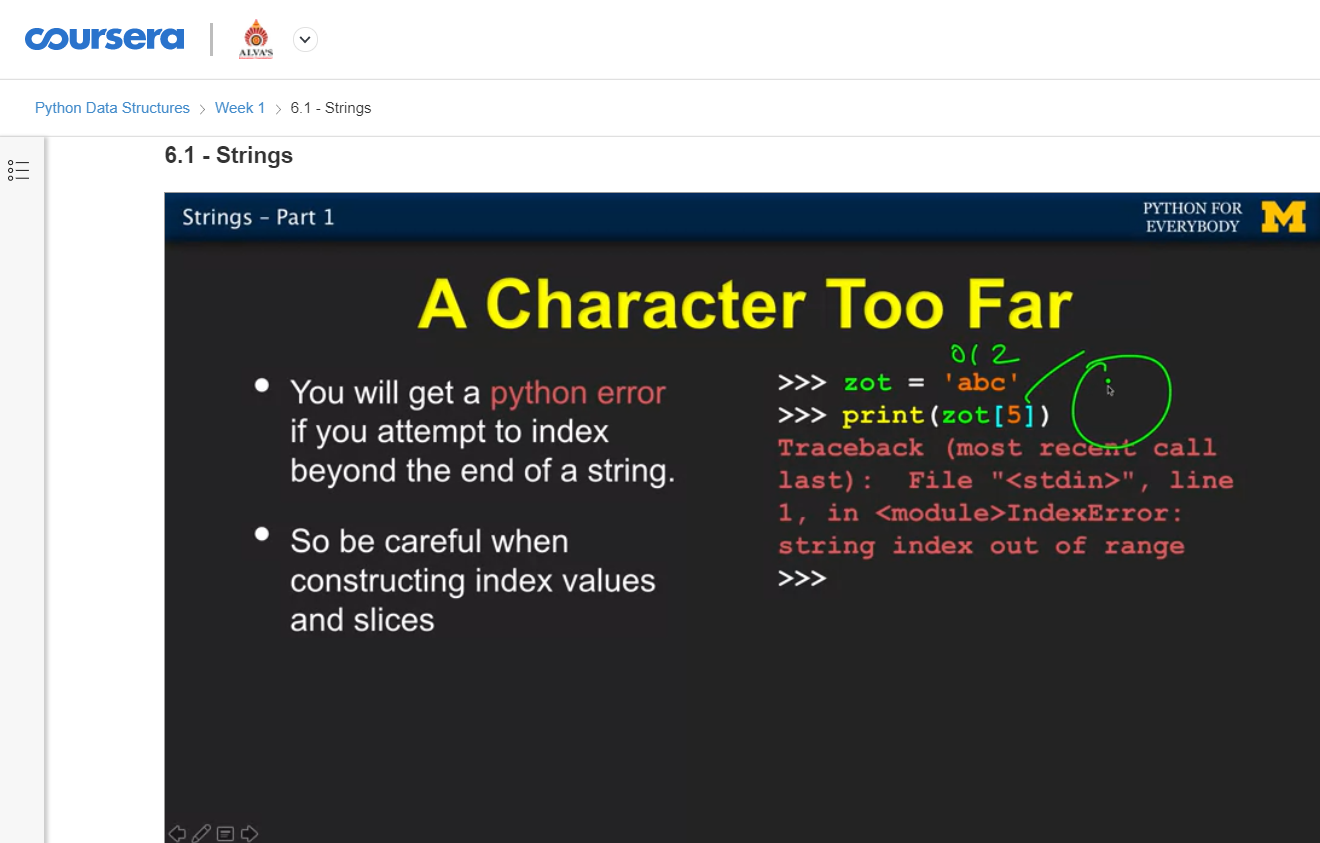 coursera
ALVA'S
Python Data Structures > Week 1 > 6.1 - Strings
6.1 - Strings
Strings – Part 1
PYTHON FOR
EVERYBODY
M
A Character Too Far
• You will get a python error
if you attempt to index
beyond the end of a string.
• So be careful when
constructing index values
and slices
0 1 2
>>> zot = 'abc'
>>> print(zot[5])
Traceback (most recent call
last):  File "<stdin>", line
1, in <module>IndexError:
string index out of range
>>>